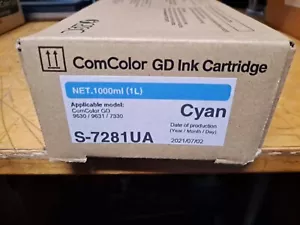 ComColor GD Ink Cartridge
NET.1000ml (1L)
Applicable model:
ComColor GD
9630 / 9631 / 7330
Cyan
Date of production
(Year / Month / Day)
S-7281UA
2021/07/02